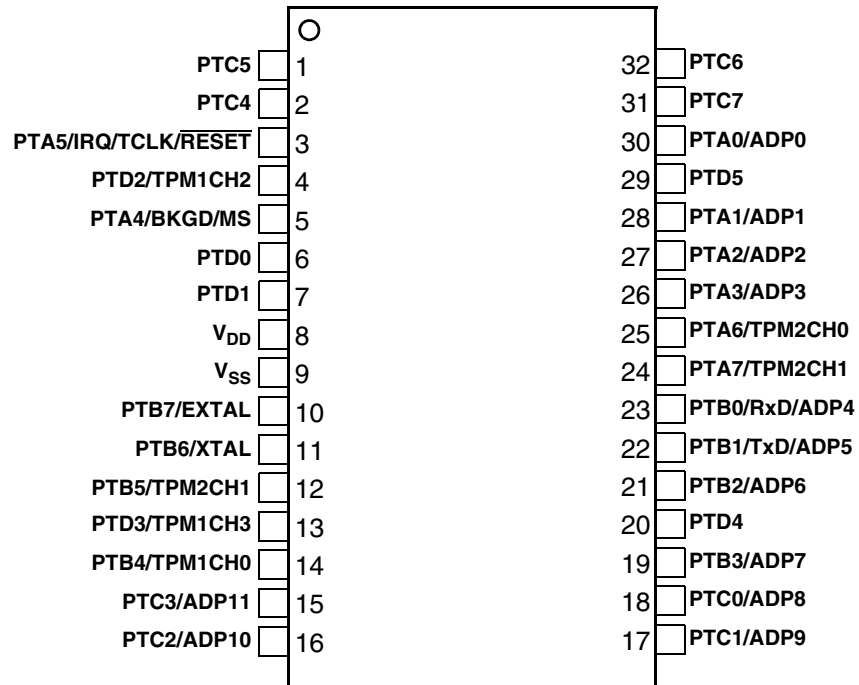 PTC5 1 32 PTC6
PTC4 2 31 PTC7
PTA5/IRQ/TCLK/RESET 3 30 PTA0/ADP0
PTD2/TPM1CH2 4 29 PTD5
PTA4/BKGD/MS 5 28 PTA1/ADP1
PTD0 6 27 PTA2/ADP2
PTD1 7 26 PTA3/ADP3
VDD 8 25 PTA6/TPM2CH0
VSS 9 24 PTA7/TPM2CH1
PTB7/EXTAL 10 23 PTB0/RxD/ADP4
PTB6/XTAL 11 22 PTB1/TxD/ADP5
PTB5/TPM2CH1 12 21 PTB2/ADP6
PTD3/TPM1CH3 13 20 PTD4
PTB4/TPM1CH0 14 19 PTB3/ADP7
PTC3/ADP11 15 18 PTC0/ADP8
PTC2/ADP10 16 17 PTC1/ADP9